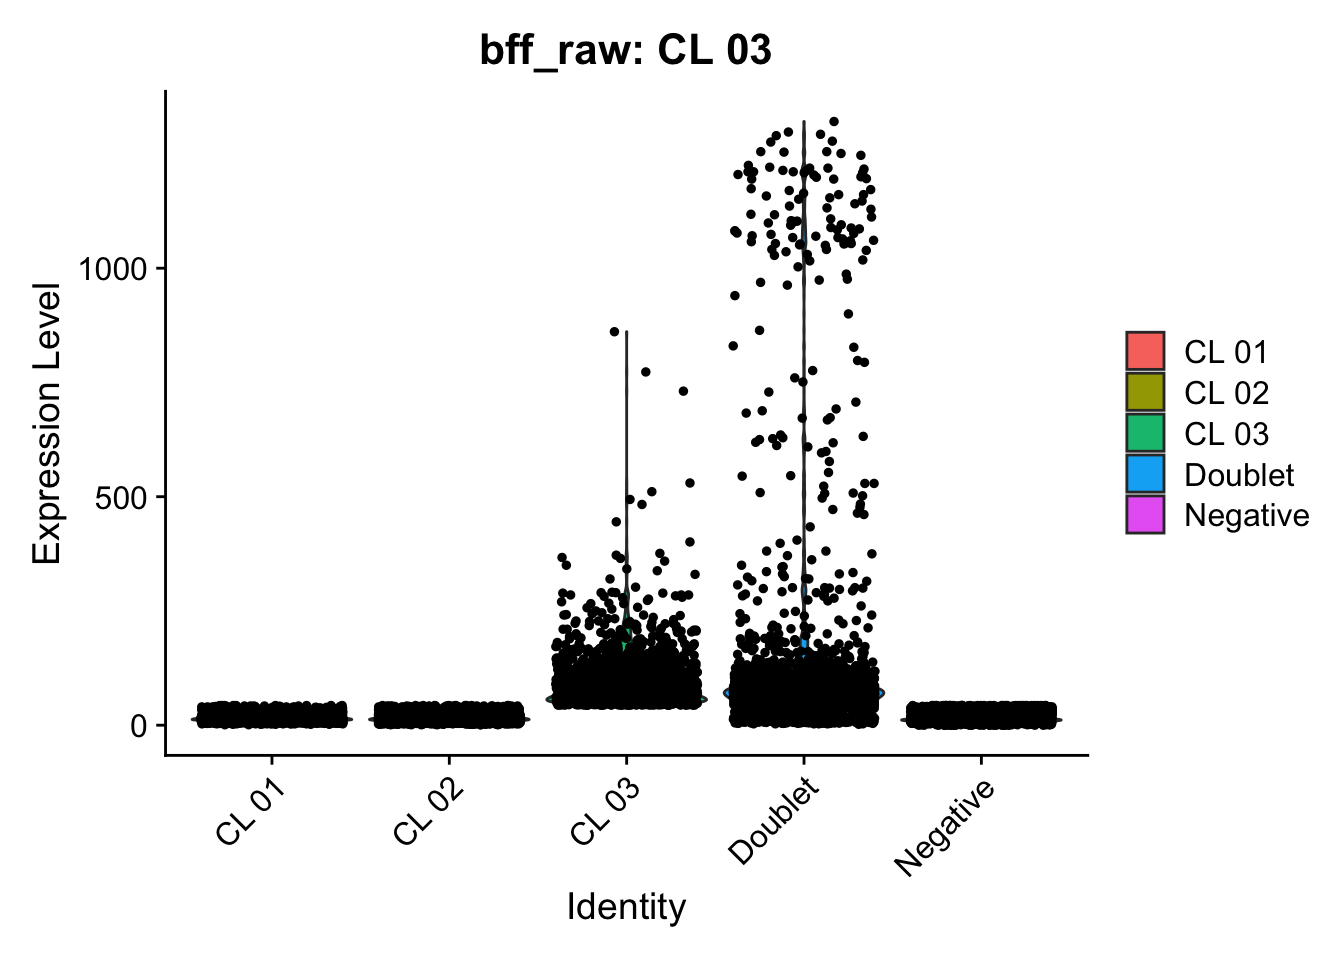 bff_raw: CL 03
Expression Level
1000
500
0
CL 01
CL 02
CL 03
Doublet
Negative
Identity
CL 01
CL 02
CL 03
Doublet
Negative